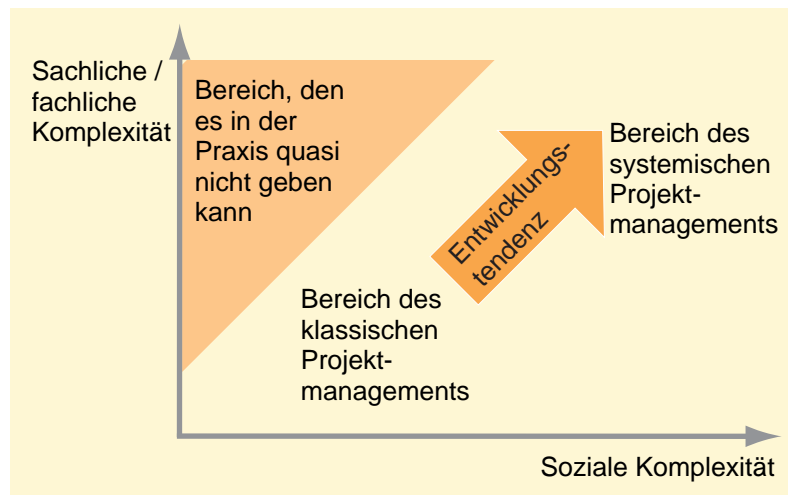 Sachliche /
fachliche
Komplexität
Bereich, den
es in der
Praxis quasi
nicht geben
kann
Entwicklungs-
tendenz
Bereich des
systemischen
Projekt-
managements
Bereich des
klassischen
Projekt-
managements
Soziale Komplexität